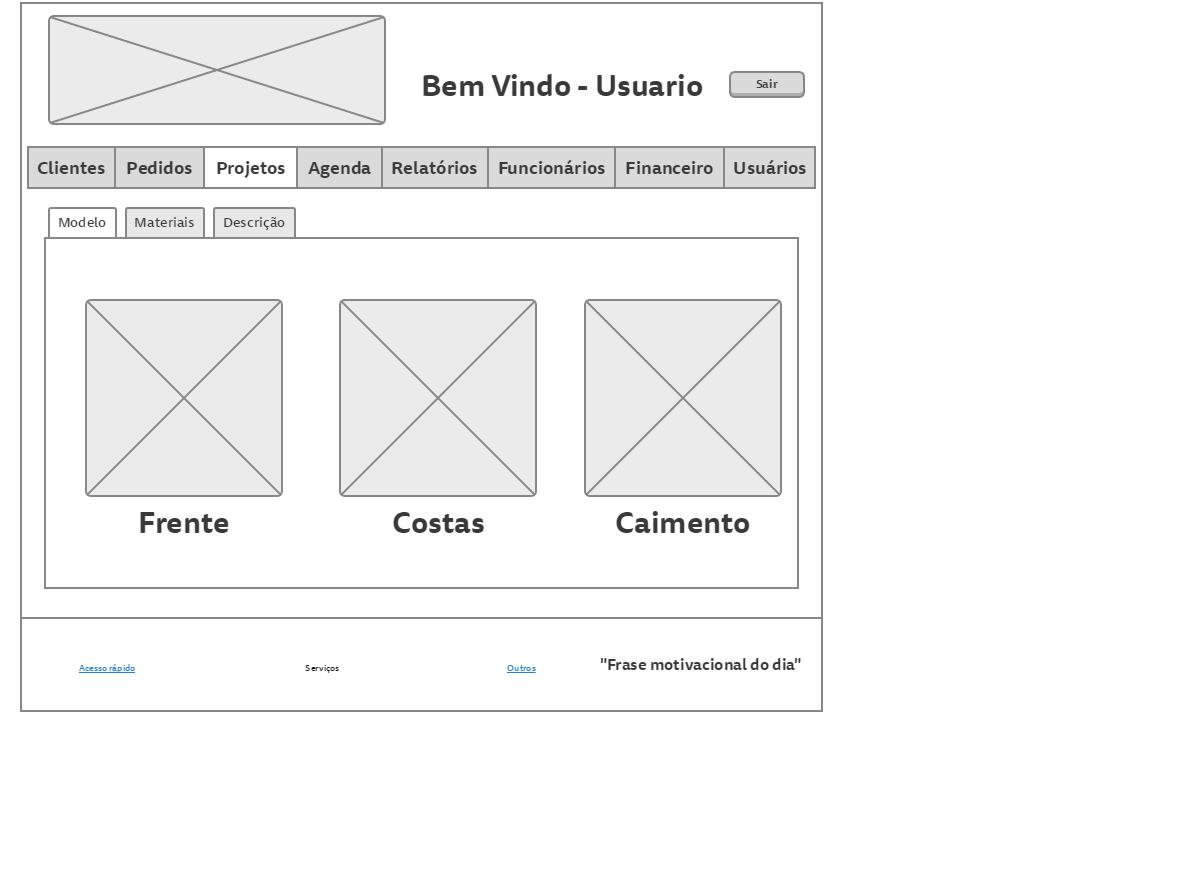 Bem Vindo - Usuario
Sair
Clientes Pedidos Projetos Agenda Relatórios Funcionários Financeiro Usuários
Modelo Materiais Descrição
Frente Costas Caimento
Acesso rápido Serviços Outros "Frase motivacional do dia"